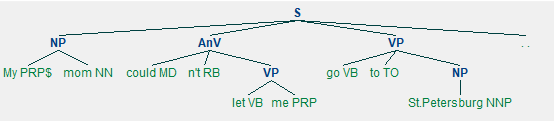 S
NP AnV VP . .
My PRP$ mom NN could MD n't RB VP go VB to TO NP
let VB me PRP St.Petersburg NNP